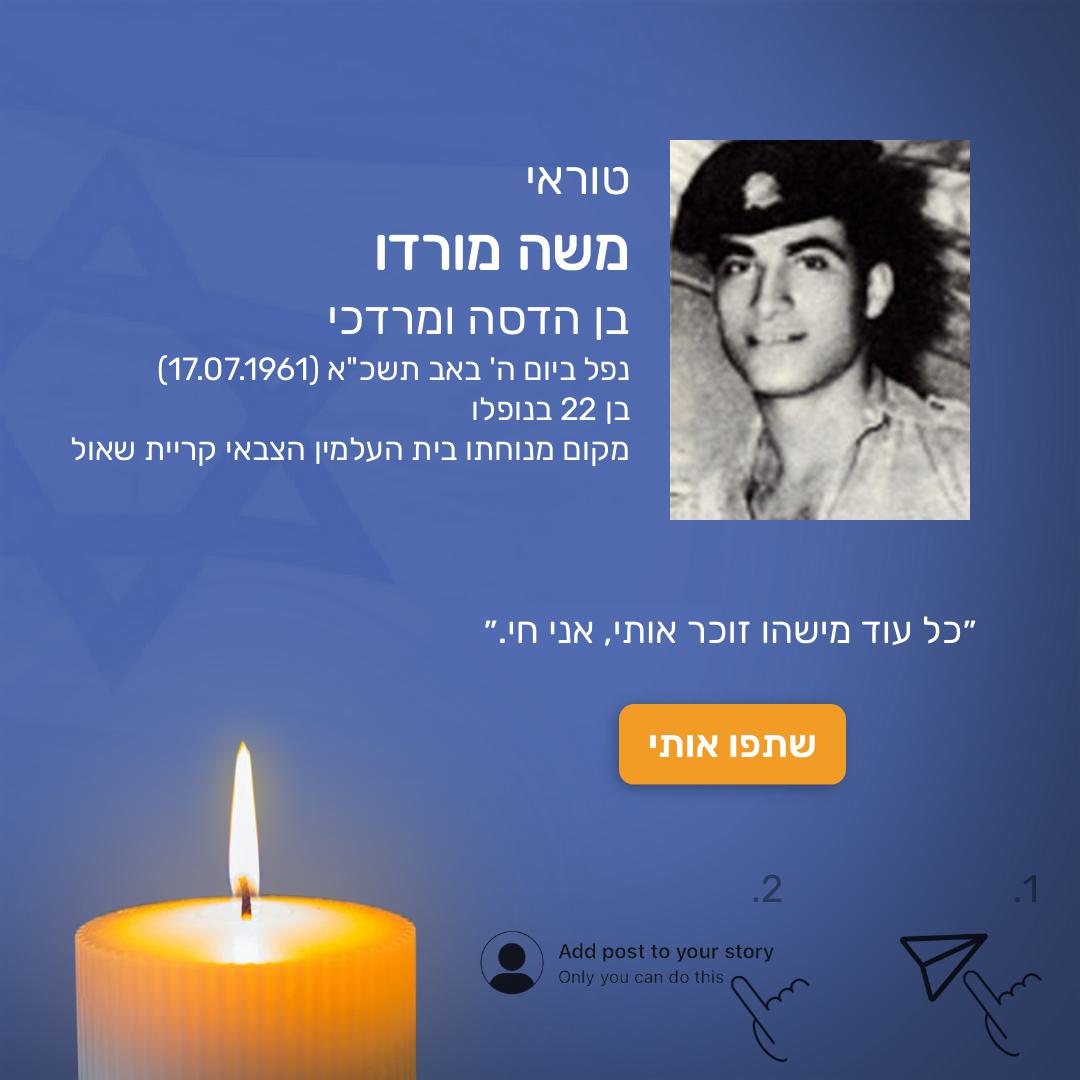 טוראי
משה מורדו
בן הדסה ומרדכי
נפל ביום ה' באב תשכ"א (17.07.1961)
בן 22 בנופלו
מקום מנוחתו בית העלמין הצבאי קריית שאול
״כל עוד מישהו זוכר אותי, אני חי.״
שתפו אותי
.1
.2
Add post to your story
Only you can do this